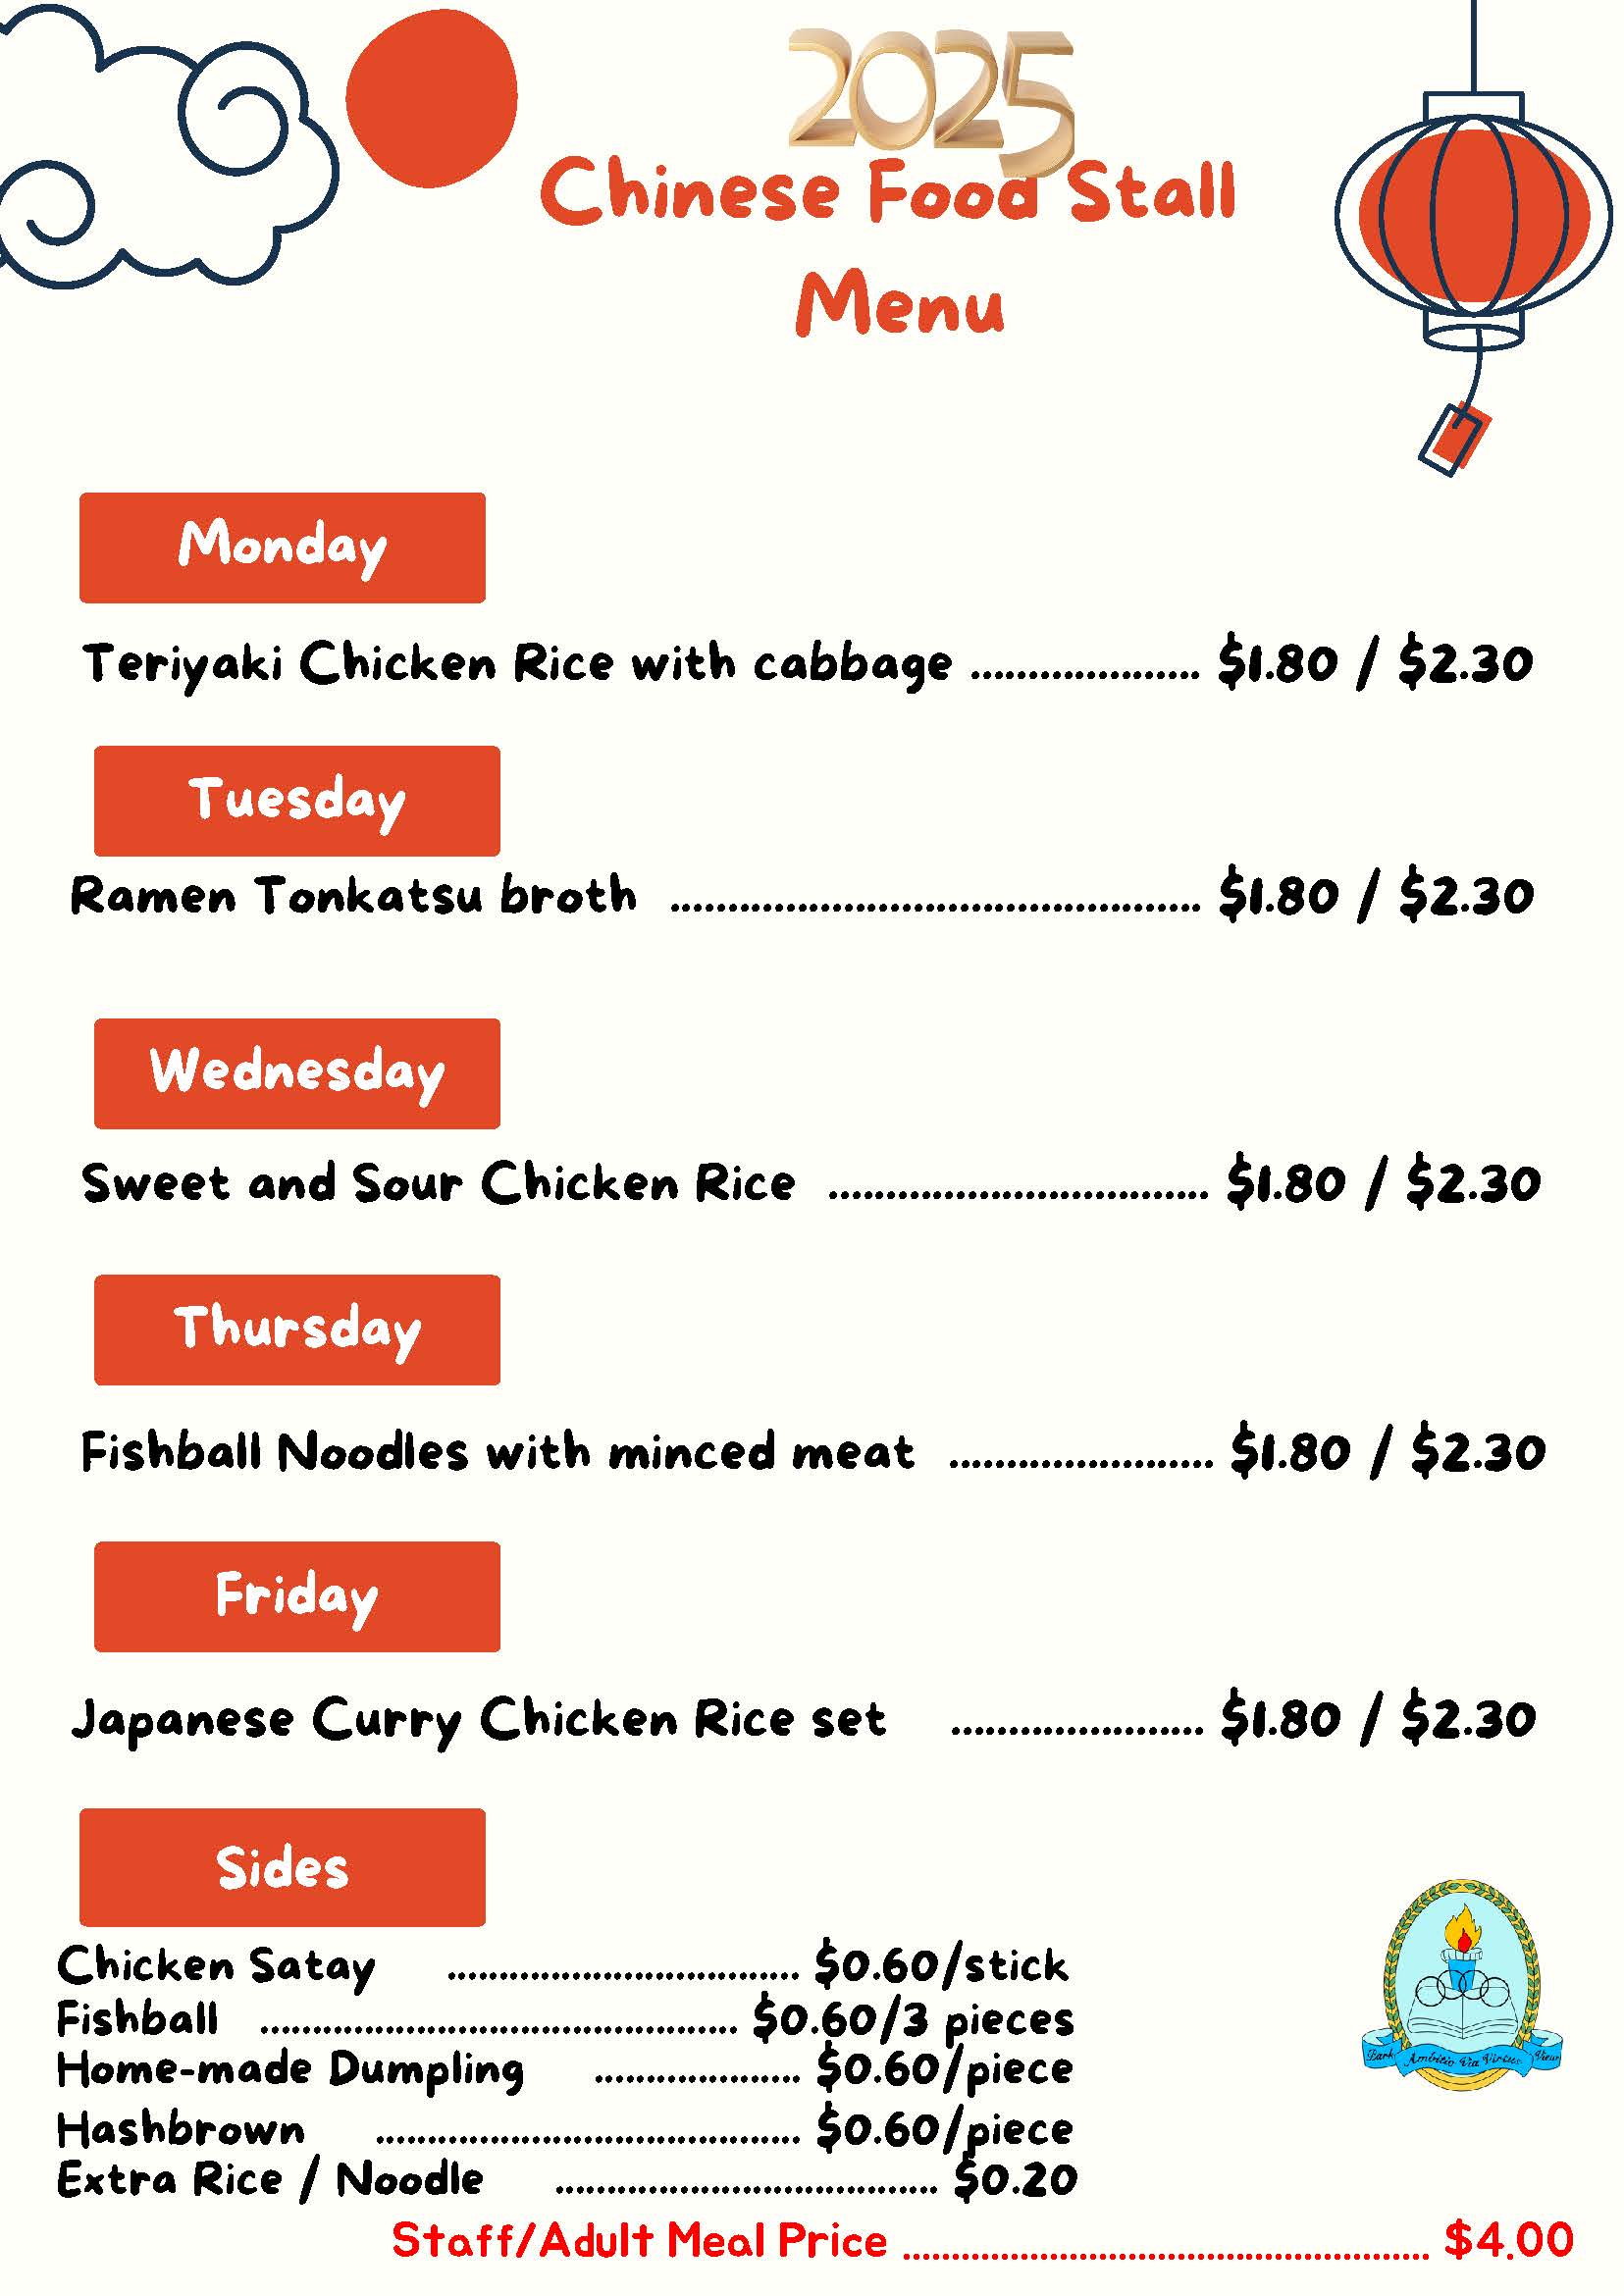 2025
Chinese Food Stall
Menu
Monday
Teriyaki Chicken Rice with cabbage .................... $1.80 / $2.30
Tuesday
Ramen Tonkatsu broth .............................................. $1.80 / $2.30
Wednesday
Sweet and Sour Chicken Rice ................................. $1.80 / $2.30
Thursday
Fishball Noodles with minced meat ....................... $1.80 / $2.30
Friday
Japanese Curry Chicken Rice set ...................... $1.80 / $2.30
Sides
Chicken Satay .................................. $0.60/stick
Fishball .............................................. $0.60/3 pieces
Home-made Dumpling .................... $0.60/piece
Hashbrown ......................................... $0.60/piece
Extra Rice / Noodle ..................................... $0.20
Park Ambitio Via Virtus View
Staff/Adult Meal Price .................................................. $4.00